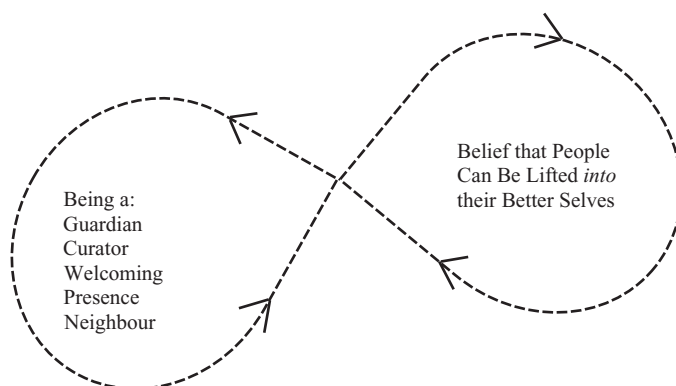 Being a:
Guardian
Curator
Welcoming
Presence
Neighbour
Belief that People
Can Be Lifted into
their Better Selves